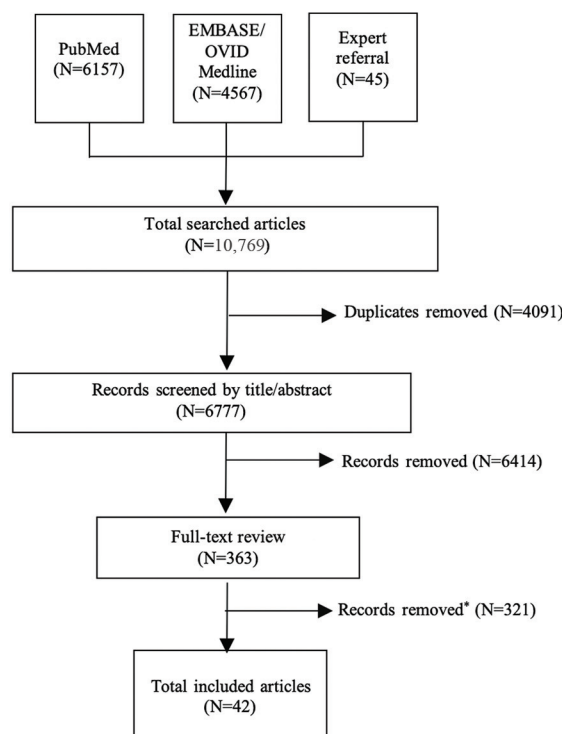 PubMed
(N=6157)
EMBASE/
OVID
Medline
(N=4567)
Expert
referral
(N=45)
Total searched articles
(N=10,769)
Duplicates removed (N=4091)
Records screened by title/abstract
(N=6777)
Records removed (N=6414)
Full-text review
(N=363)
Records removed* (N=321)
Total included articles
(N=42)